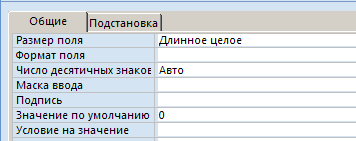 Общие Подстановка
Размер поля Длинное целое
Формат поля
Число десятичных знаков Авто
Маска ввода
Подпись
Значение по умолчанию 0
Условие на значение